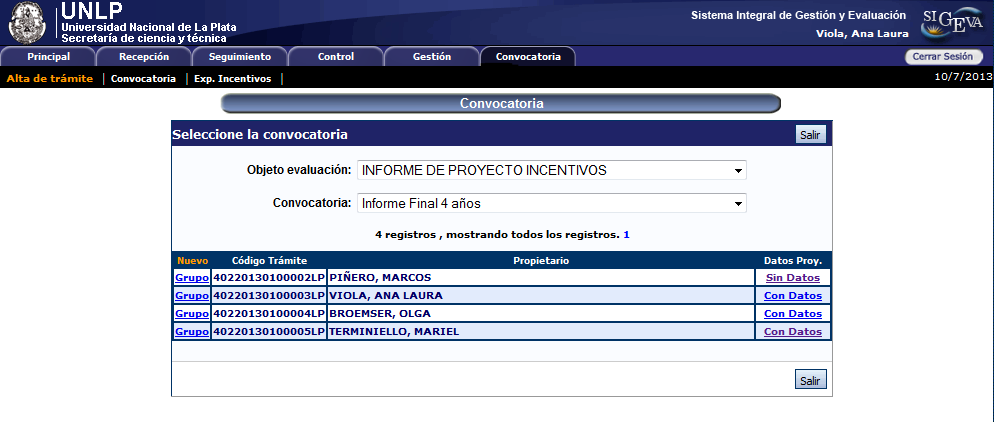 UNLP
Universidad Nacional de La Plata
Secretaría de ciencia y técnica
Sistema Integral de Gestión y Evaluación
Viola, Ana Laura
SIGEVA
Principal Recepción Seguimiento Control Gestión Convocatoria Cerrar Sesión
Alta de trámite | Convocatoria | Exp. Incentivos | 10/7/2013
Convocatoria
Seleccione la convocatoria Salir
Objeto evaluación: INFORME DE PROYECTO INCENTIVOS
Convocatoria: Informe Final 4 años
4 registros , mostrando todos los registros. 1
Nuevo Código Trámite Propietario Datos Proy.
Grupo 40220130100002LP PIÑERO, MARCOS Sin Datos
Grupo 40220130100003LP VIOLA, ANA LAURA Con Datos
Grupo 40220130100004LP BROEMSER, OLGA Con Datos
Grupo 40220130100005LP TERMINIELLO, MARIEL Con Datos
Salir